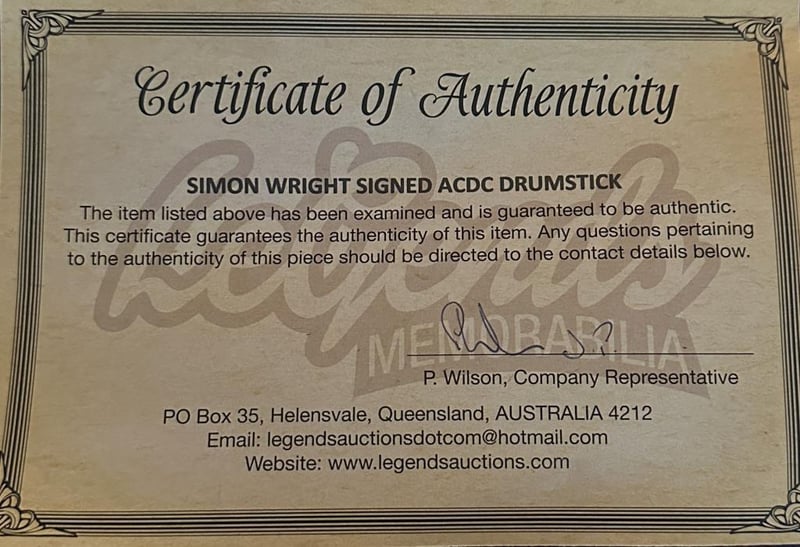 Certificate of Authenticity
SIMON WRIGHT SIGNED ACDC DRUMSTICK
The item listed above has been examined and is guaranteed to be authentic.
This certificate guarantees the authenticity of this item. Any questions pertaining
to the authenticity of this piece should be directed to the contact details below.
Legends
MEMORABILIA
P. Wilson, Company Representative
PO Box 35, Helensvale, Queensland, AUSTRALIA 4212
Email: legendsauctionsdotcom@hotmail.com
Website: www.legendsauctions.com